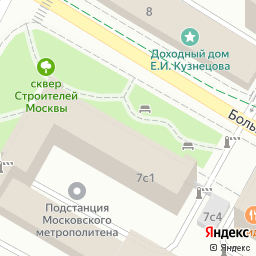 8
Доходный дом
Е.И. Кузнецова
сквер
Строителей
Москвы
Боль
7с1
Подстанция
Московского
метрополитена
7с4
Яндекс